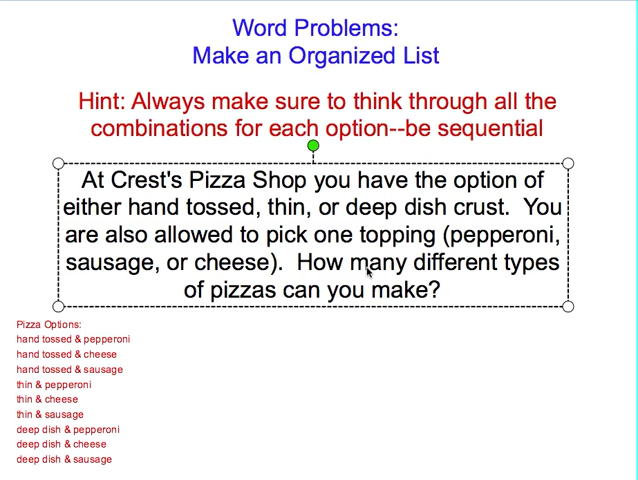 Word Problems:
Make an Organized List
Hint: Always make sure to think through all the
combinations for each option--be sequential
At Crest's Pizza Shop you have the option of
either hand tossed, thin, or deep dish crust.  You
are also allowed to pick one topping (pepperoni,
sausage, or cheese).  How many different types
of pizzas can you make?
Pizza Options:
hand tossed & pepperoni
hand tossed & cheese
hand tossed & sausage
thin & pepperoni
thin & cheese
thin & sausage
deep dish & pepperoni
deep dish & cheese
deep dish & sausage